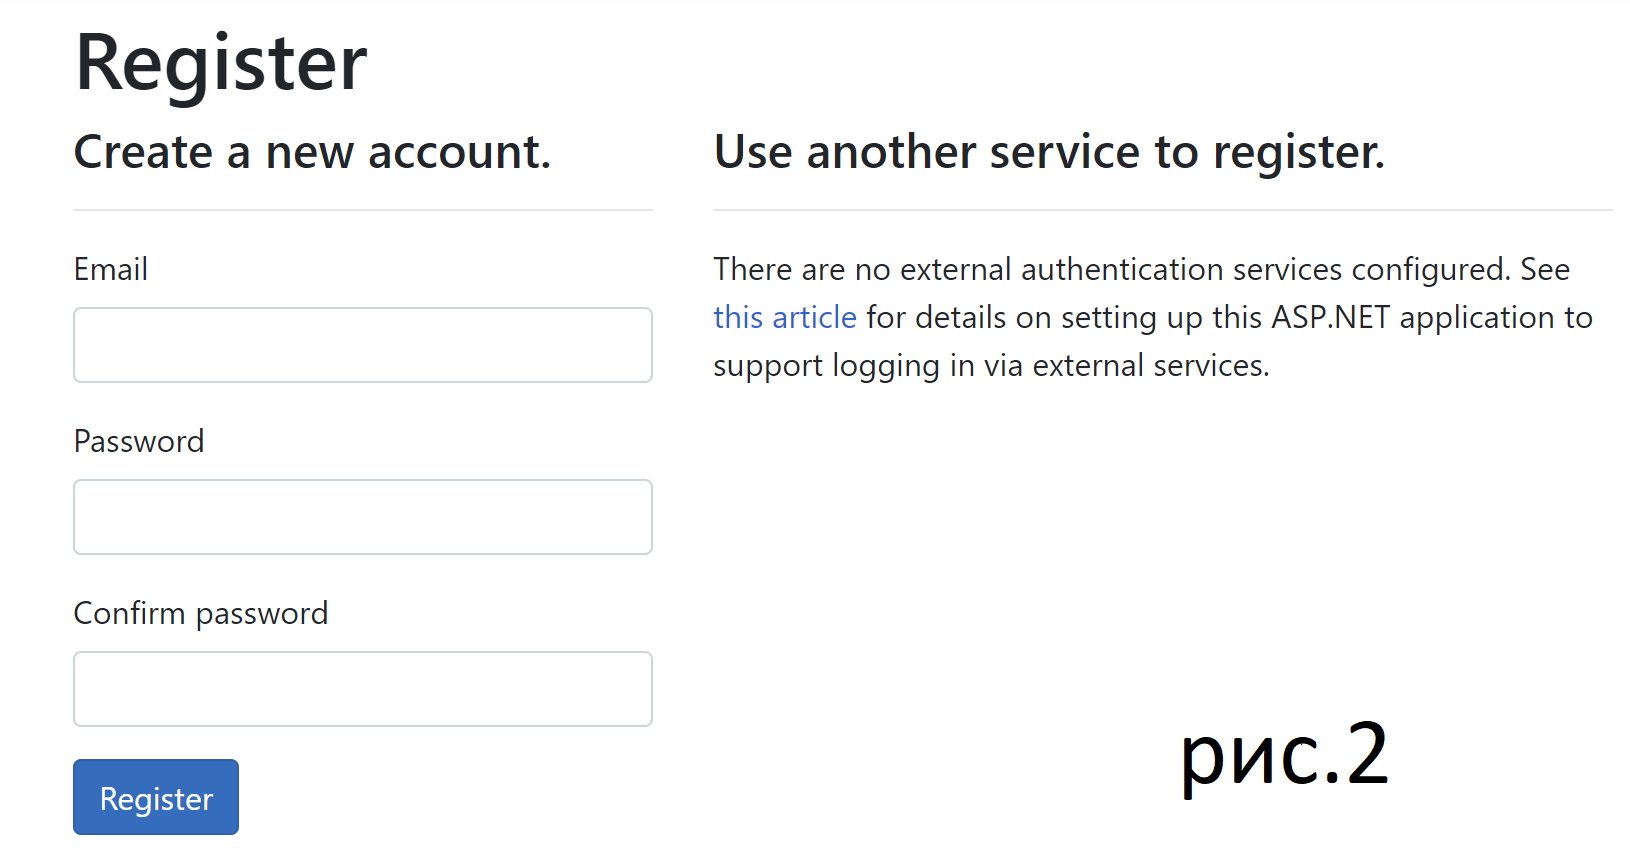 Register
Create a new account.
Email
Password
Confirm password
Register
Use another service to register.
There are no external authentication services configured. See
this article for details on setting up this ASP.NET application to
support logging in via external services.
рис.2